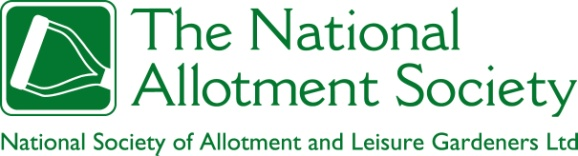 The National
Allotment Society
National Society of Allotment and Leisure Gardeners Ltd